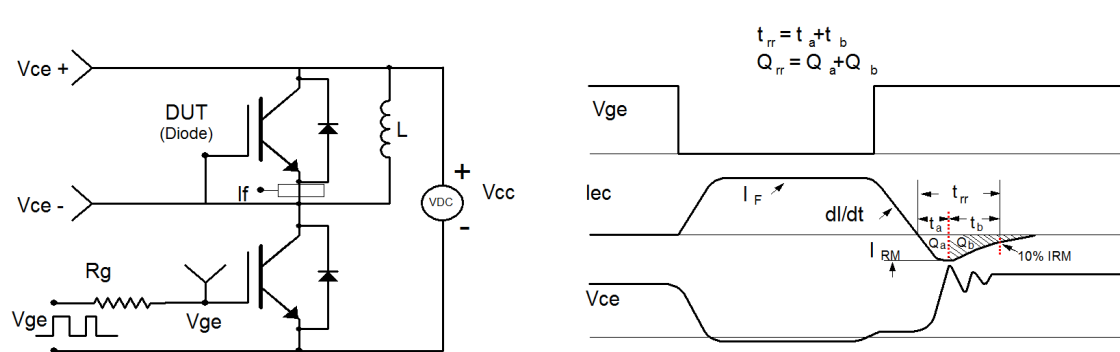 Vce +
DUT
(Diode)
L
If
Vce -
+
VDC
-
Vcc
Rg
Vge
Vge
t rr = t a+t b
Q rr = Q a+Q b
Vge
Iec
I F
dI/dt
t rr
t a
t b
Q a
Q b
I RM
10% IRM
Vce